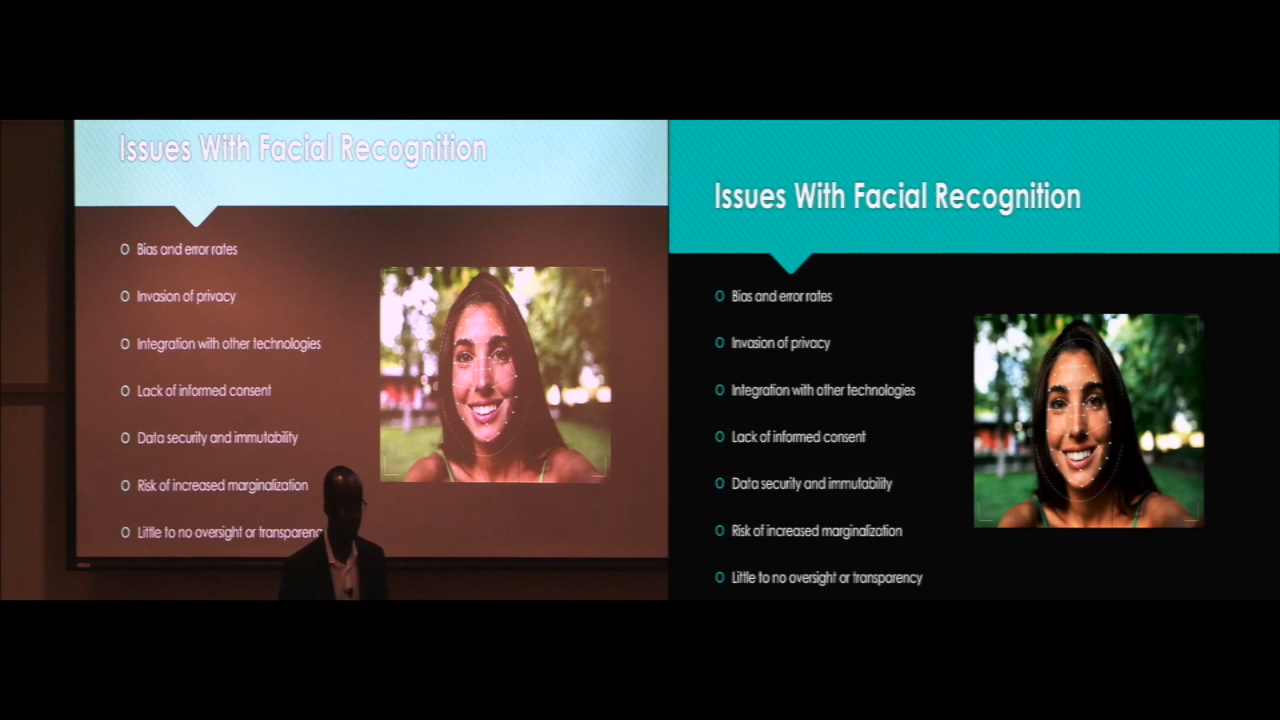 Issues With Facial Recognition
O Bias and error rates
O Invasion of privacy
O Integration with other technologies
O Lack of informed consent
O Data security and immutability
O Risk of increased marginalization
O Little to no oversight or transparenc
Issues With Facial Recognition
O Bias and error rates
O Invasion of privacy
O Integration with other technologies
O Lack of informed consent
O Data security and immutability
O Risk of increased marginalization
O Little to no oversight or transparency